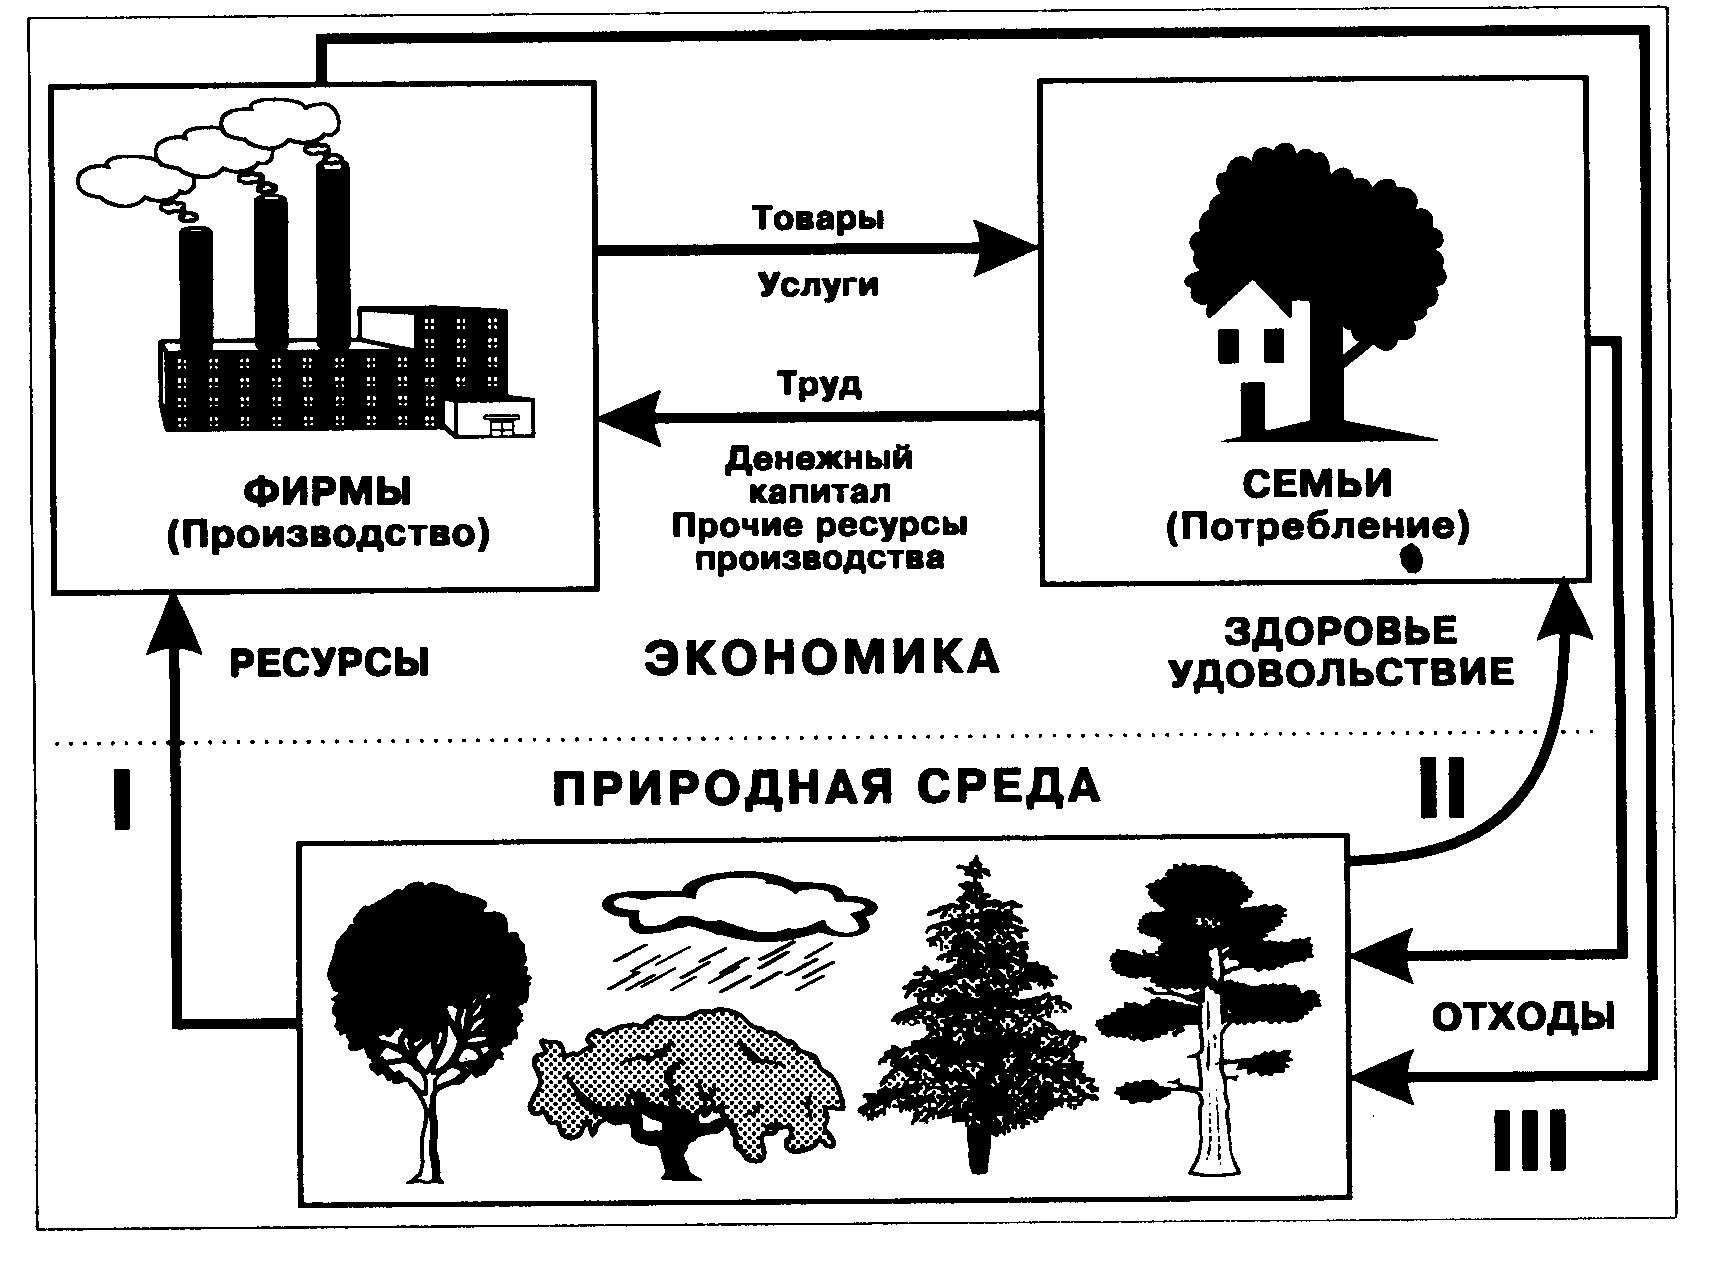 Товары
Услуги
Труд
Денежный
капитал
Прочие ресурсы
производства
ФИРМЫ
(Производство)
СЕМЬИ
(Потребление)
РЕСУРСЫ
ЭКОНОМИКА
ЗДОРОВЬЕ
УДОВОЛЬСТВИЕ
I
ПРИРОДНАЯ СРЕДА
II
ОТХОДЫ
III